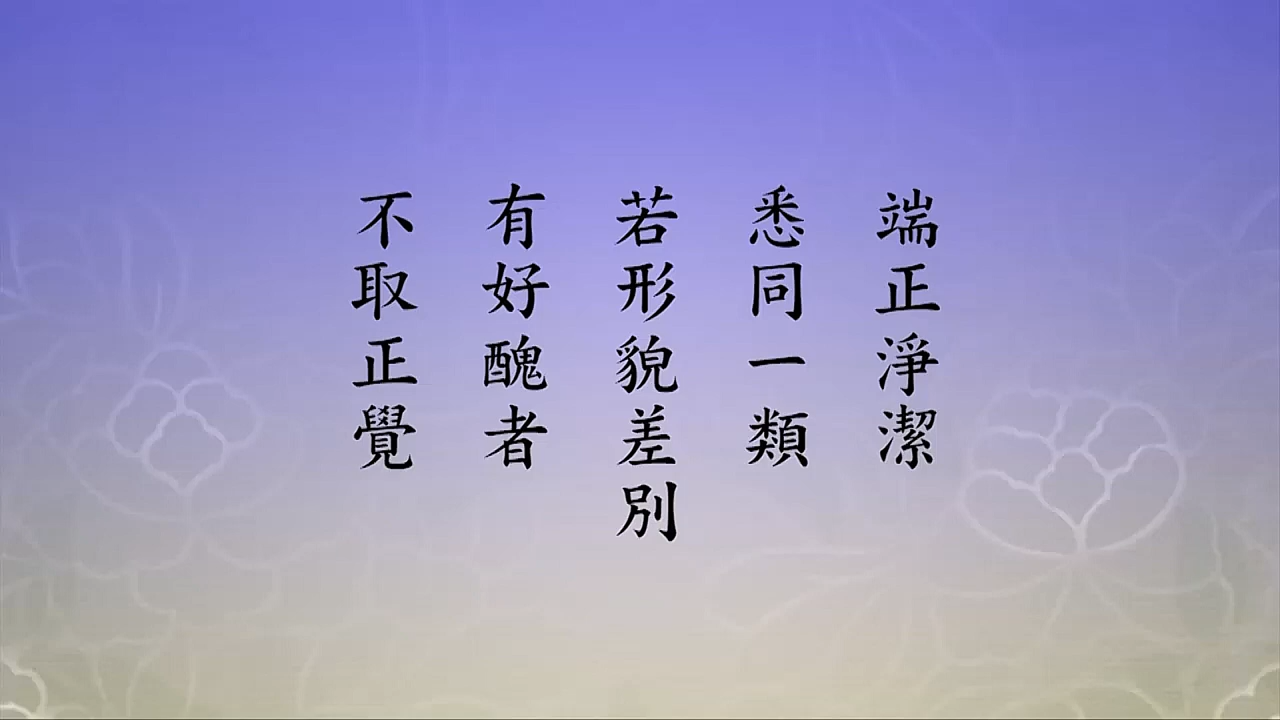 端正淨潔
悉同一類
若形貌差別
有好醜者
不取正覺